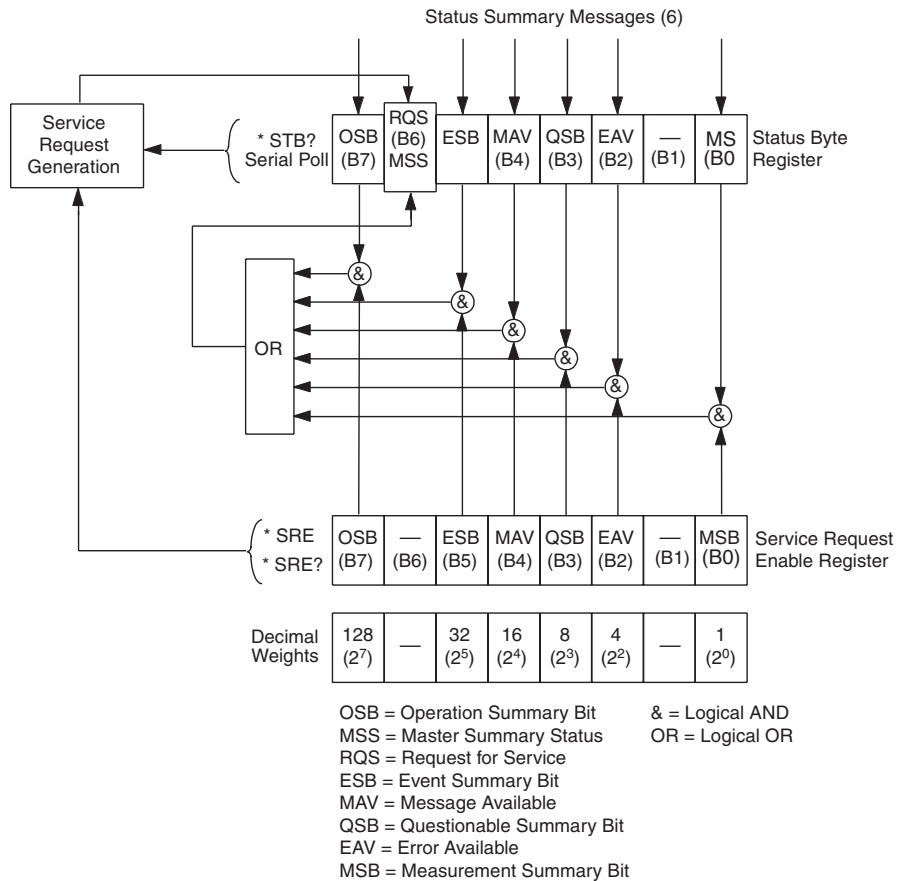 Status Summary Messages (6)
Service
Request
Generation
* STB?
Serial Poll
OSB
(B7)
RQS
(B6)
MSS
ESB
MAV
(B4)
QSB
(B3)
EAV
(B2)
—
(B1)
MS
(B0
Status Byte
Register
OR
&
&
&
&
&
&
* SRE
* SRE?
OSB
(B7)
—
(B6)
ESB
(B5)
MAV
(B4)
QSB
(B3)
EAV
(B2)
—
(B1)
MSB
(B0)
Service Request
Enable Register
Decimal
Weights
128
(2⁷)
—
32
(2⁵)
16
(2⁴)
8
(2³)
4
(2²)
—
1
(2⁰)
OSB = Operation Summary Bit
MSS = Master Summary Status
RQS = Request for Service
ESB = Event Summary Bit
MAV = Message Available
QSB = Questionable Summary Bit
EAV = Error Available
MSB = Measurement Summary Bit
& = Logical AND
OR = Logical OR